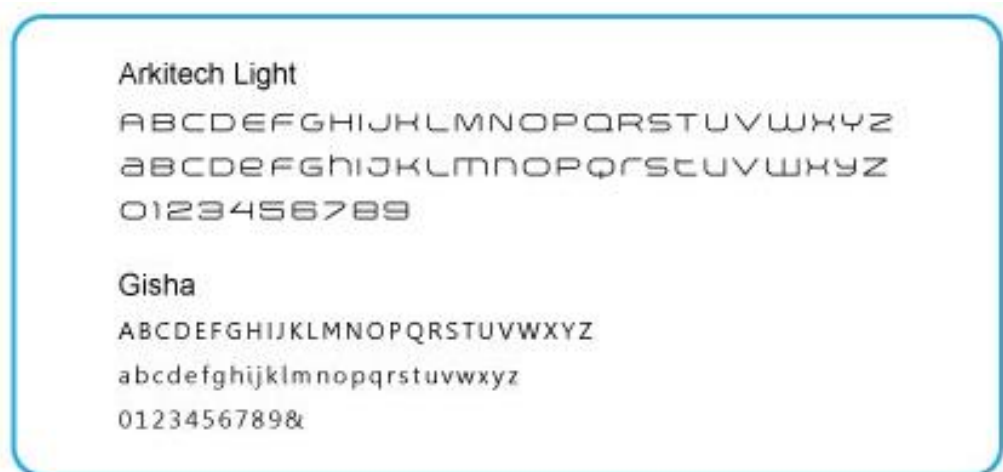 Arkitech Light
ABCDEFGHIJKLMNOPQRSTUVWXYZ
aBCDeFGhIJKLmnOPQrStUVWXYZ
0123456789
Gisha
ABCDEFGHIJKLMNOPQRSTUVWXYZ
abcdefghijklmnopqrstuvwxyz
0123456789&